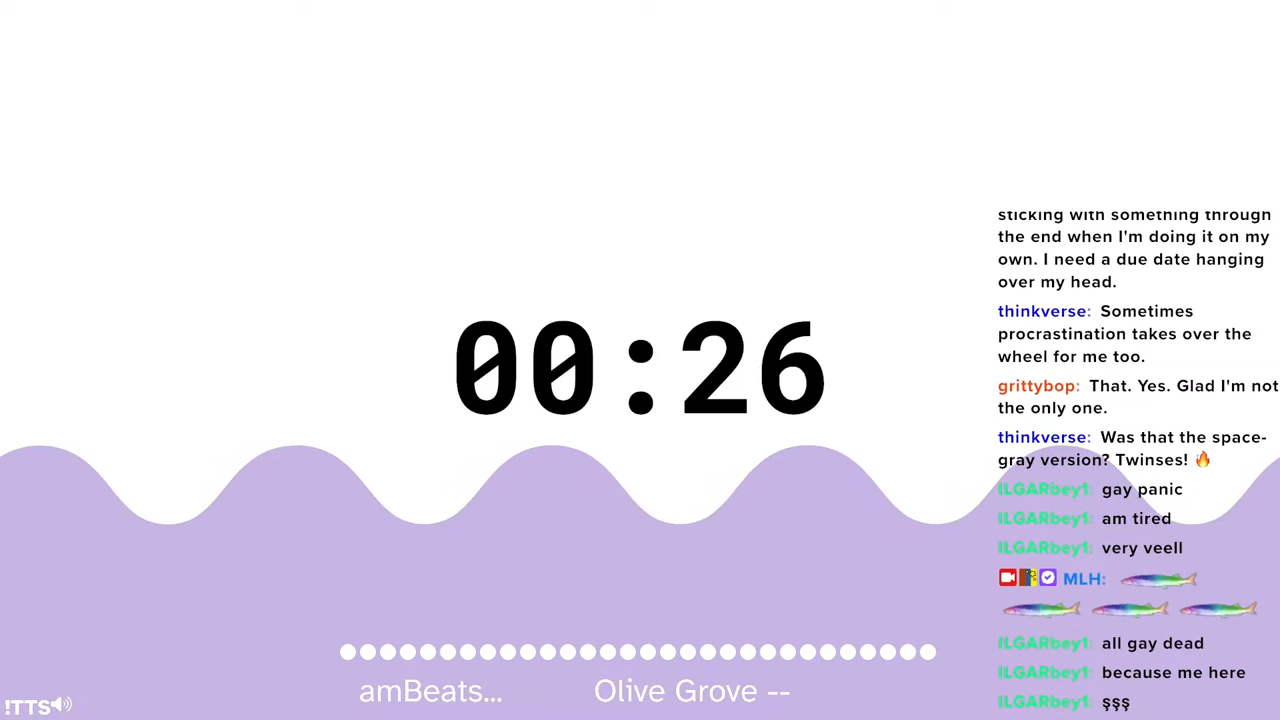 sticking with something through
the end when I'm doing it on my
own. I need a due date hanging
over my head.
thinkverse: Sometimes
procrastination takes over the
wheel for me too.
grittybop: That. Yes. Glad I'm not
the only one.
00:26
thinkverse: Was that the space-
gray version? Twinses! 🔥
ILGARbey1: gay panic
ILGARbey1: am tired
ILGARbey1: very veell
MLH:
ILGARbey1: all gay dead
ILGARbey1: because me here
ILGARbey1: şşş
amBeats... Olive Grove --
!TTS